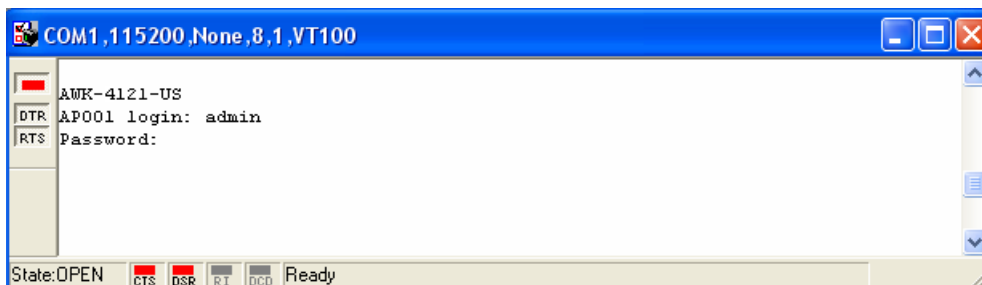 COM1,115200,None,8,1,VT100
AWK-4121-US
DTR AP001 login: admin
RTS Password:
State:OPEN CTS DSR RI DCD Ready